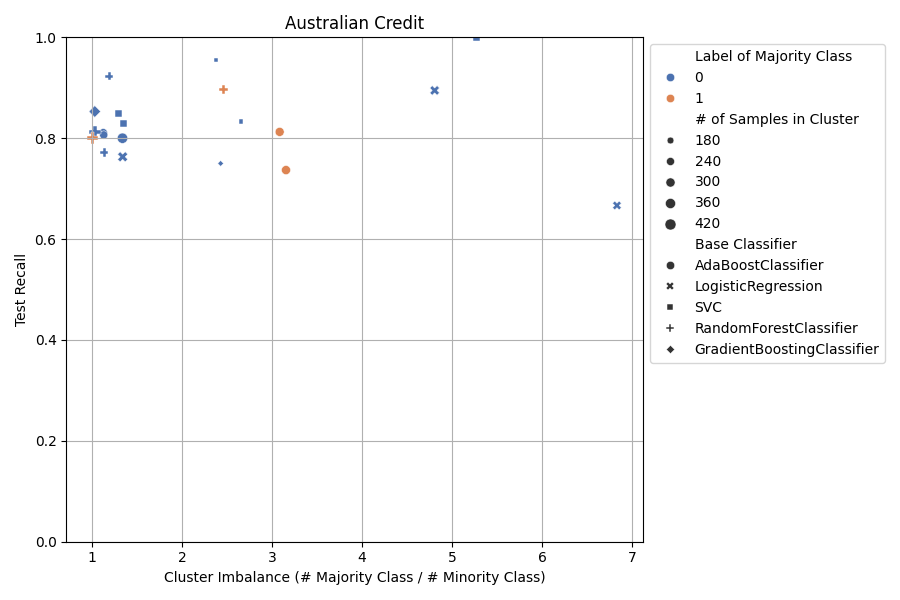 Australian Credit
1.0
0.8
0.6
0.4
0.2
0.0
Test Recall
1
2
3
4
5
6
7
Cluster Imbalance (# Majority Class / # Minority Class)
Label of Majority Class
0
1
# of Samples in Cluster
180
240
300
360
420
Base Classifier
AdaBoostClassifier
LogisticRegression
SVC
RandomForestClassifier
GradientBoostingClassifier